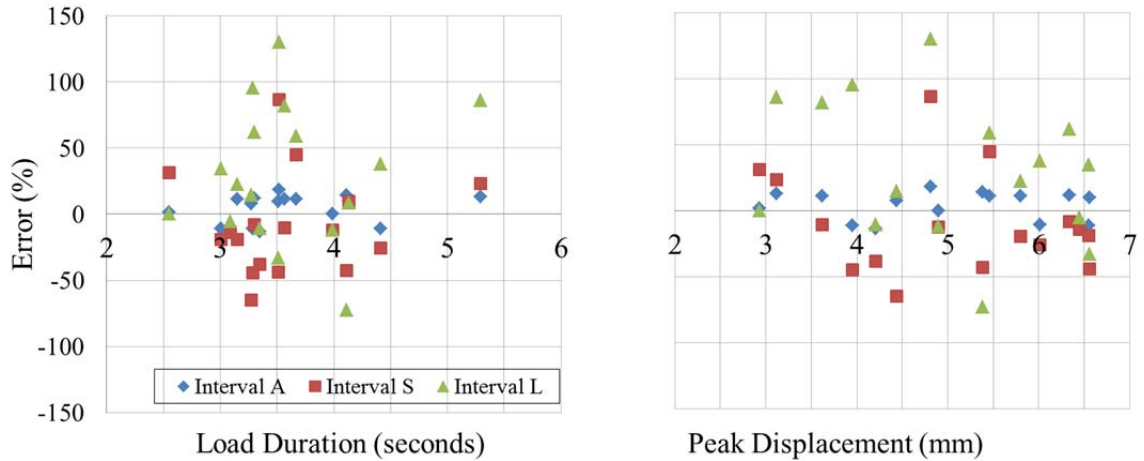 150
100
50
0
-50
-100
-150
Error (%)
2 3 4 5 6
Interval A Interval S Interval L
Load Duration (seconds)
2 3 4 5 6 7
Peak Displacement (mm)